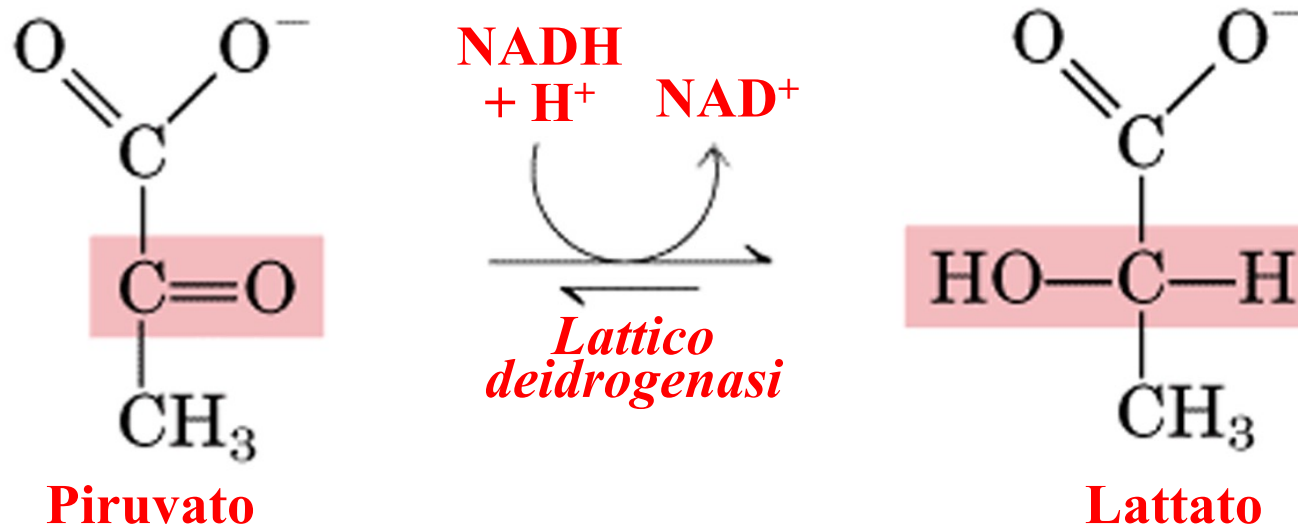 O O⁻
C
C=O
CH₃
Piruvato
NADH
+ H⁺ NAD⁺
Lattico
deidrogenasi
O O⁻
C
HO—C—H
CH₃
Lattato